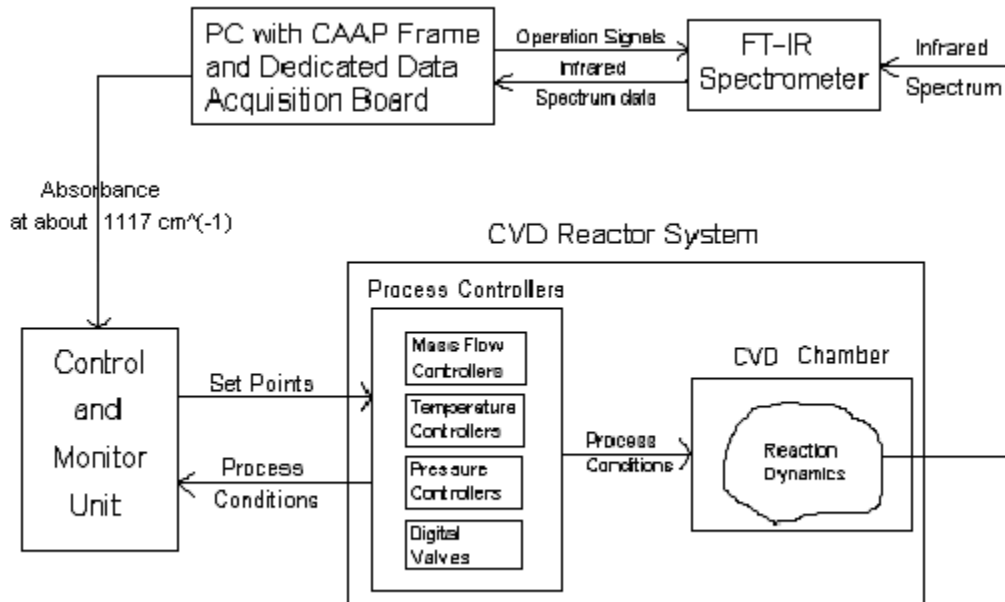 PC with CAAP Frame
and Dedicated Data
Acquisition Board
Operation Signals
Infrared
Spectrum data
FT-IR
Spectrometer
Infrared
Spectrum
Absorbance
at about 1117 cm^(-1)
CVD Reactor System
Process Controllers
Control
and
Monitor
Unit
Set Points
Process
Conditions
Mass Flow
Controllers
Temperature
Controllers
Pressure
Controllers
Digital
Valves
Process
Conditions
CVD Chamber
Reaction
Dynamics